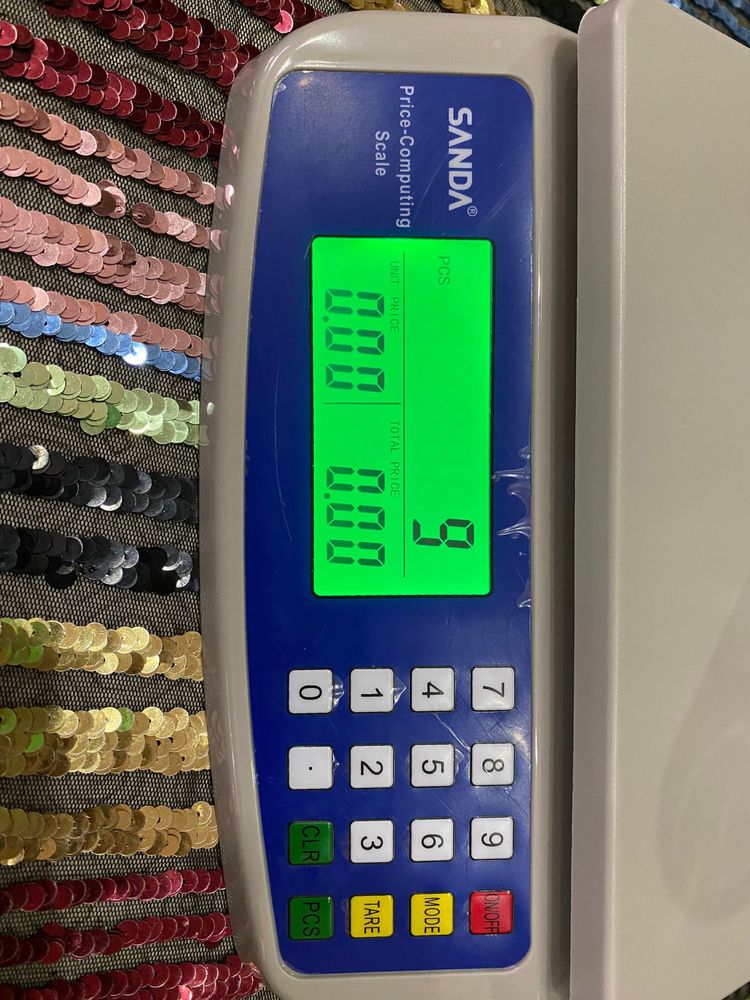 SANDA®
Price-Computing
Scale
PCS
9
UNIT PRICE TOTAL PRICE
0.00 0.00
7 8 9 ON/OFF
4 5 6 MODE
1 2 3 TARE
0 . CLR PCS